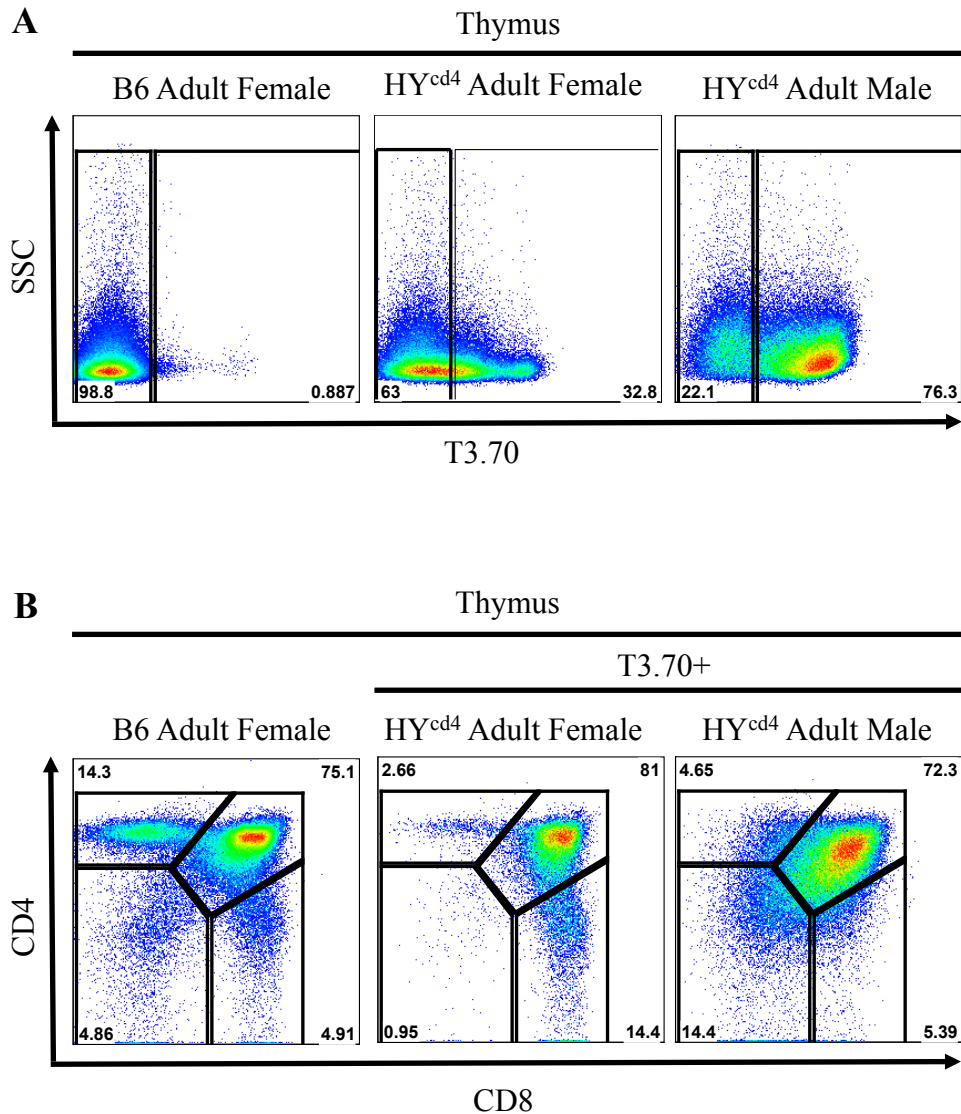 A
Thymus
B6 Adult Female HYcd4 Adult Female HYcd4 Adult Male
SSC
98.8 0.887 63 32.8 22.1 76.3
T3.70
B
Thymus
T3.70+
B6 Adult Female HYcd4 Adult Female HYcd4 Adult Male
14.3 75.1 2.66 81 4.65 72.3
CD4
4.86 4.91 0.95 14.4 14.4 5.39
CD8